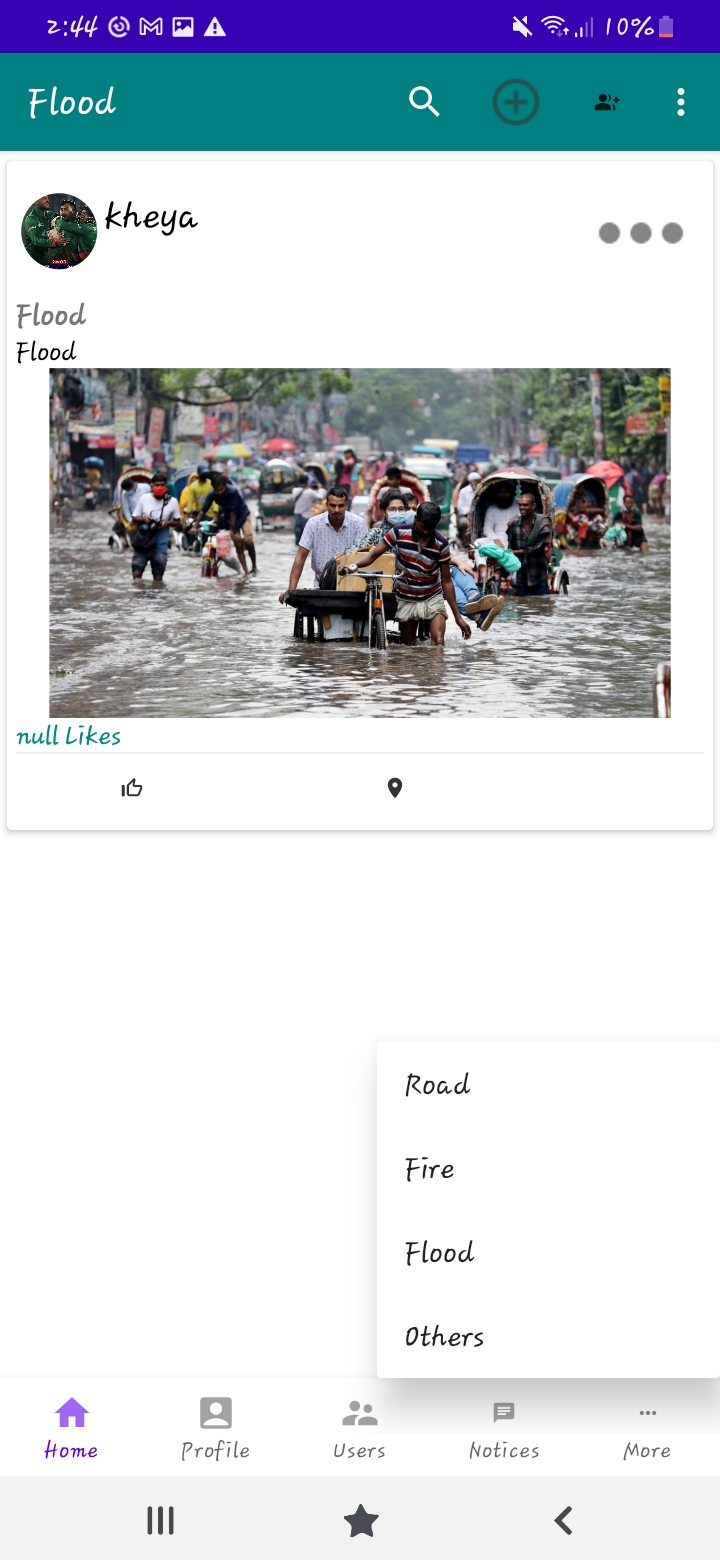 2:44
10%
Flood
kheya
Flood
Flood
null Likes
Road
Fire
Flood
Others
Home
Profile
Users
Notices
More